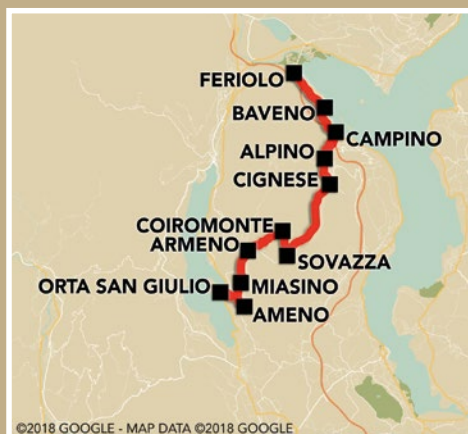 FERIOLO
BAVENO
CAMPINO
ALPINO
CIGNESE
COIROMONTE
ARMENO
SOVAZZA
ORTA SAN GIULIO
MIASINO
AMENO
©2018 GOOGLE - MAP DATA ©2018 GOOGLE